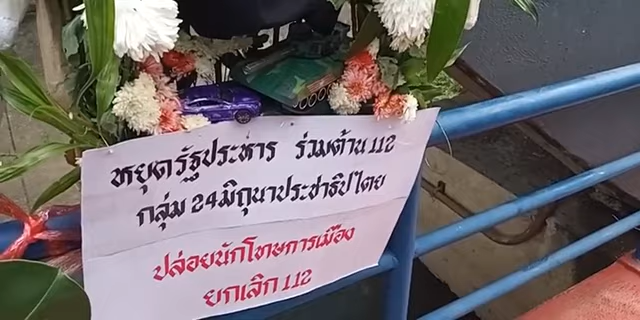 หยุดรัฐประหาร ร่วมต้าน 112
กลุ่ม 24 มิถุนาประชาธิปไตย
ปล่อยนักโทษการเมือง
ยกเลิก 112